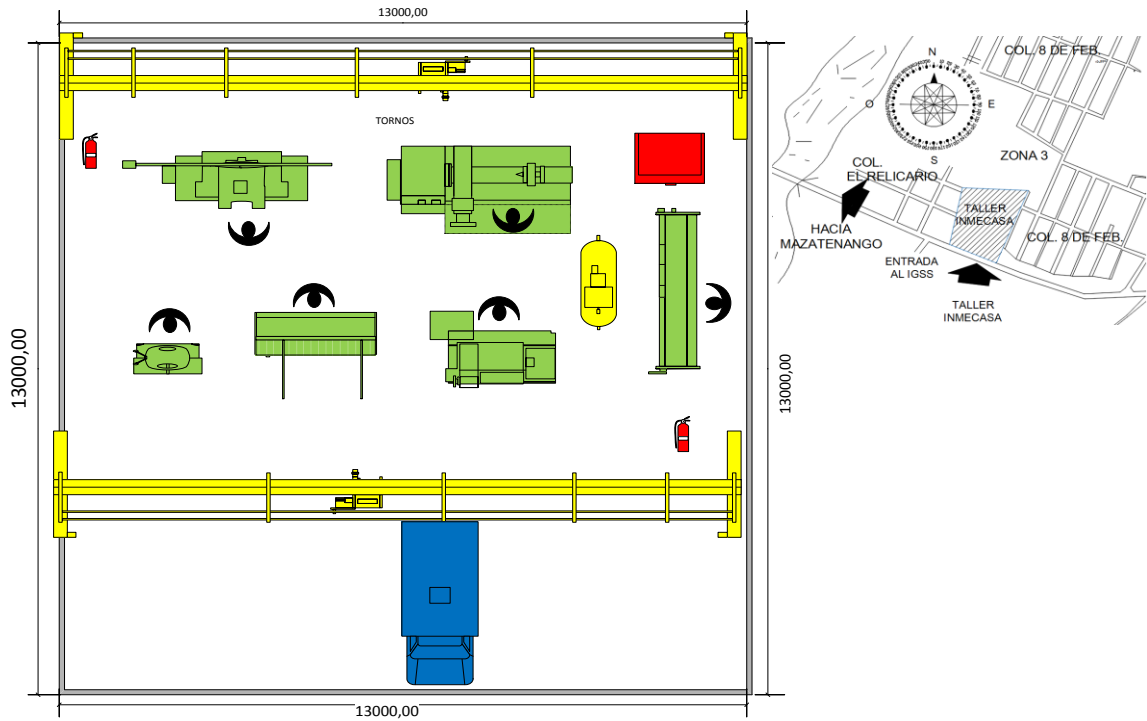 13000,00
TORNOS
13000,00
13000,00
13000,00
COL. 8 DE FEB.
N
O
E
S
ZONA 3
COL.
EL RELICARIO
TALLER
INMECASA
HACIA
MAZATENANGO
COL. 8 DE FEB.
ENTRADA
AL IGSS
TALLER
INMECASA